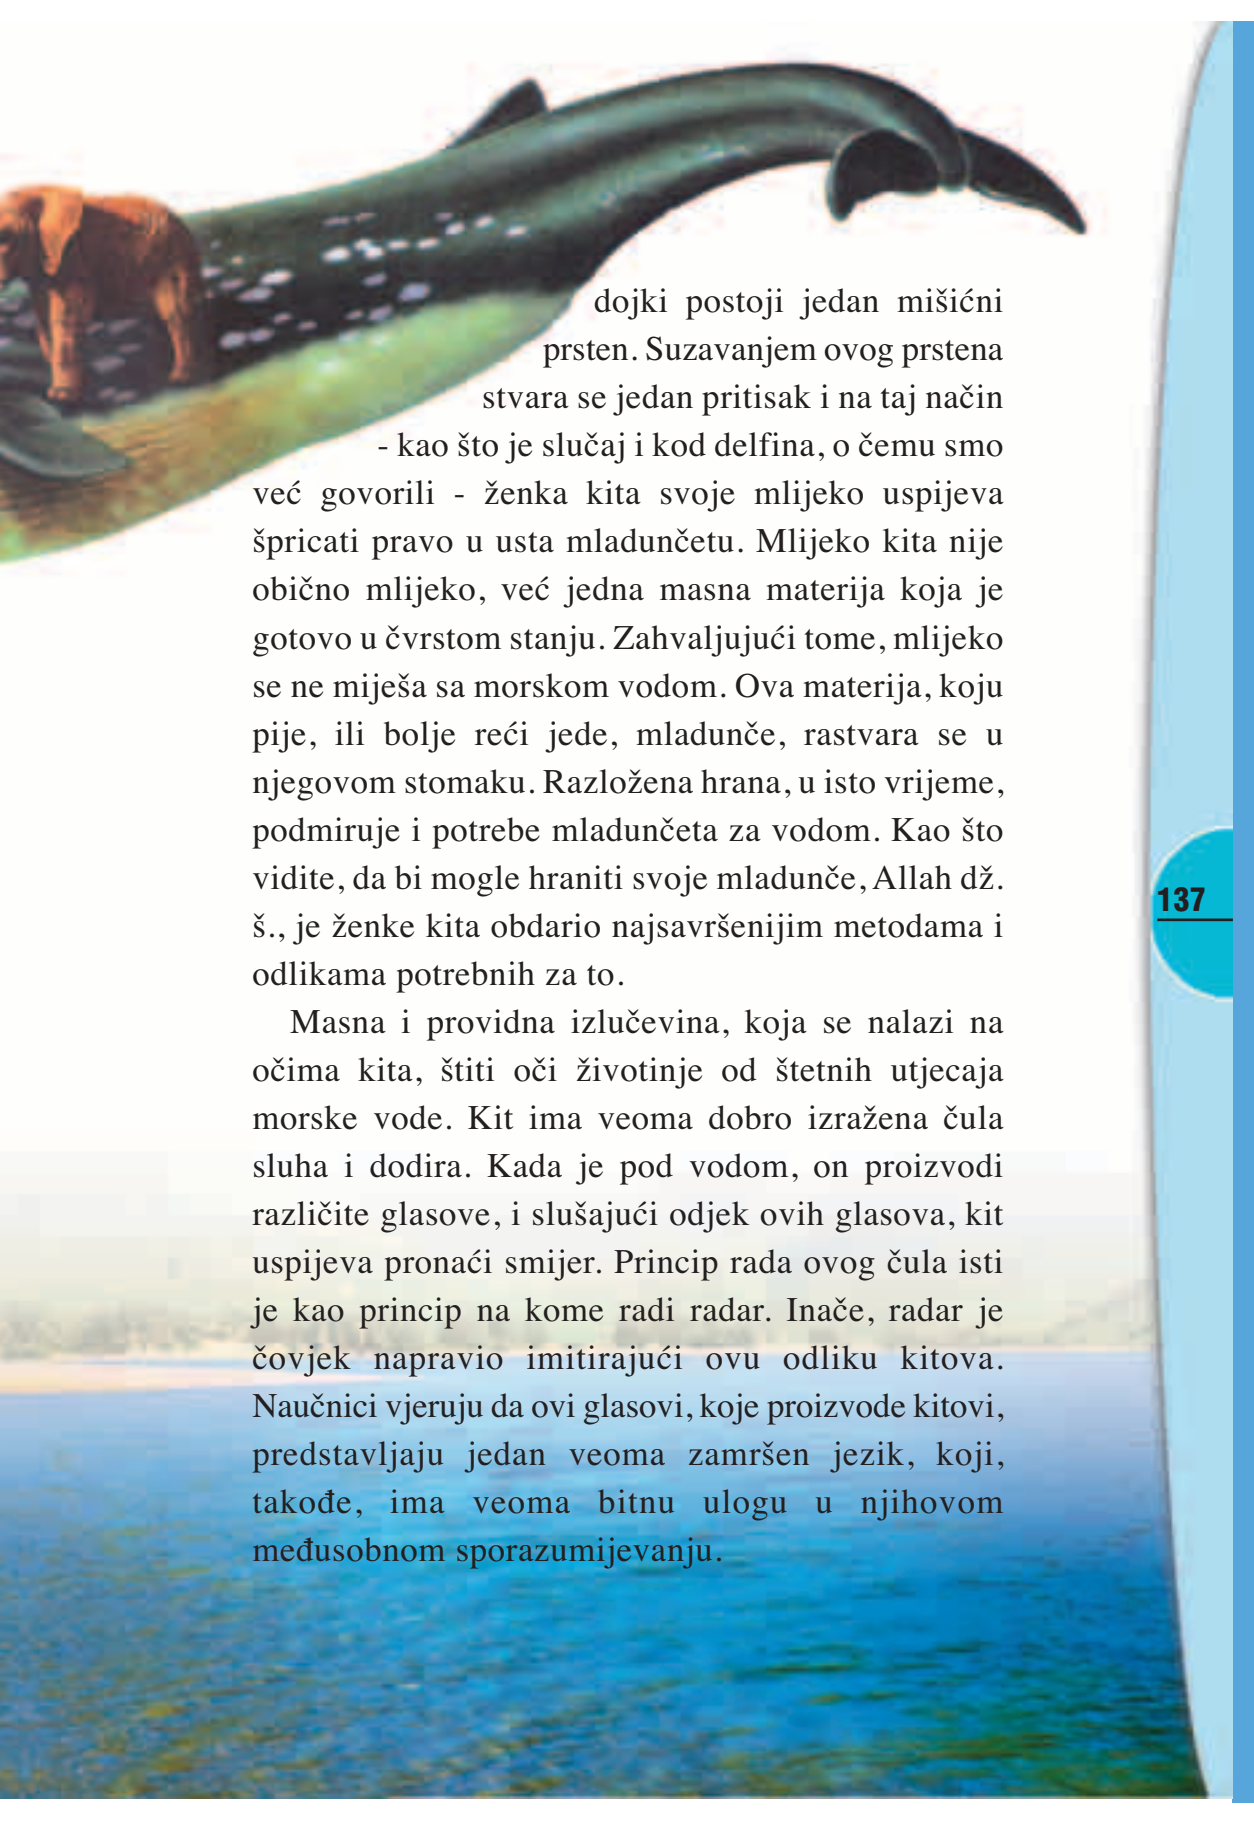 dojki postoji jedan mišićni
prsten. Suzavanjem ovog prstena
stvara se jedan pritisak i na taj način
- kao što je slučaj i kod delfina, o čemu smo
već govorili - ženka kita svoje mlijeko uspijeva
špricati pravo u usta mladunčetu. Mlijeko kita nije
obično mlijeko, već jedna masna materija koja je
gotovo u čvrstom stanju. Zahvaljujući tome, mlijeko
se ne miješa sa morskom vodom. Ova materija, koju
pije, ili bolje reći jede, mladunče, rastvara se u
njegovom stomaku. Razložena hrana, u isto vrijeme,
podmiruje i potrebe mladunčeta za vodom. Kao što
vidite, da bi mogle hraniti svoje mladunče, Allah dž.
š., je ženke kita obdario najsavršenijim metodama i
odlikama potrebnih za to.
Masna i providna izlučevina, koja se nalazi na
očima kita, štiti oči životinje od štetnih utjecaja
morske vode. Kit ima veoma dobro izražena čula
sluha i dodira. Kada je pod vodom, on proizvodi
različite glasove, i slušajući odjek ovih glasova, kit
uspijeva pronaći smijer. Princip rada ovog čula isti
je kao princip na kome radi radar. Inače, radar je
čovjek napravio imitirajući ovu odliku kitova.
Naučnici vjeruju da ovi glasovi, koje proizvode kitovi,
predstavljaju jedan veoma zamršen jezik, koji,
takođe, ima veoma bitnu ulogu u njihovom
međusobnom sporazumijevanju.
137